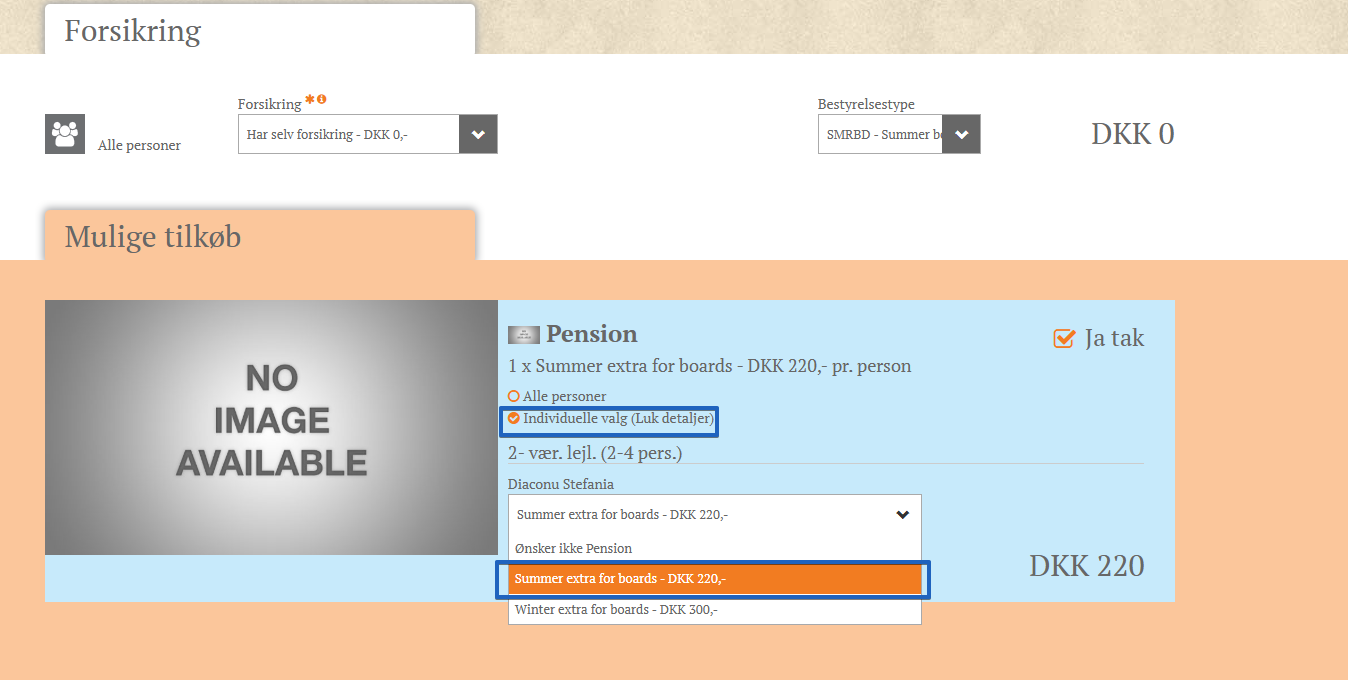 Forsikring
Forsikring *
Alle personer
Har selv forsikring - DKK 0,-
Bestyrelsestype
SMRBD - Summer b
DKK 0
Mulige tilkøb
NO
IMAGE
AVAILABLE
Pension
Ja tak
1 x Summer extra for boards - DKK 220,- pr. person
Alle personer
Individuelle valg (Luk detaljer)
2- vær. lejl. (2-4 pers.)
Diaconu Stefania
Summer extra for boards - DKK 220,-
Ønsker ikke Pension
Summer extra for boards - DKK 220,-
Winter extra for boards - DKK 300,-
DKK 220